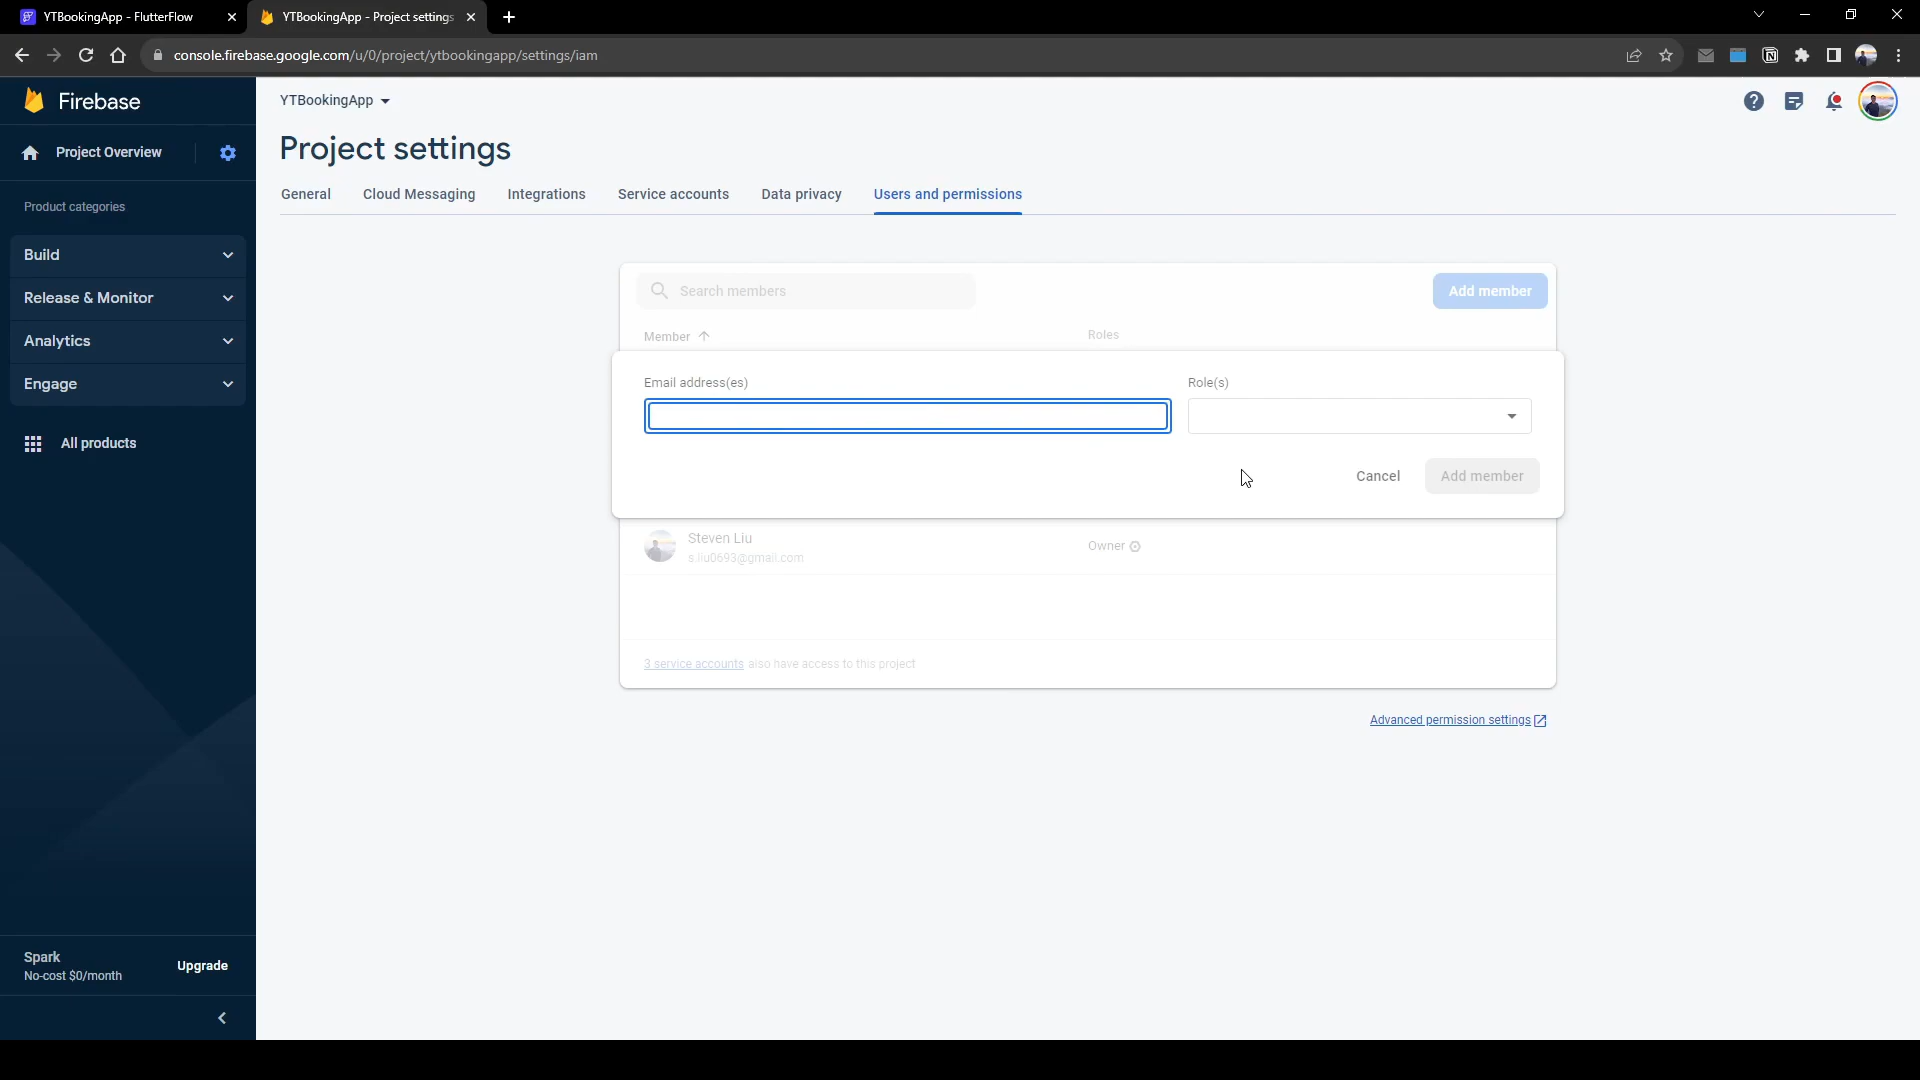 YTBookingApp - FlutterFlow
YTBookingApp - Project settings
console.firebase.google.com/u/0/project/ytbookingapp/settings/iam
Firebase
Project Overview
Product categories
Build
Release & Monitor
Analytics
Engage
All products
Spark
No-cost $0/month
Upgrade
YTBookingApp
Project settings
General
Cloud Messaging
Integrations
Service accounts
Data privacy
Users and permissions
Search members
Add member
Member
Roles
Email address(es)
Role(s)
Cancel
Add member
Steven Liu
s.liu0693@gmail.com
Owner
3 service accounts also have access to this project
Advanced permission settings